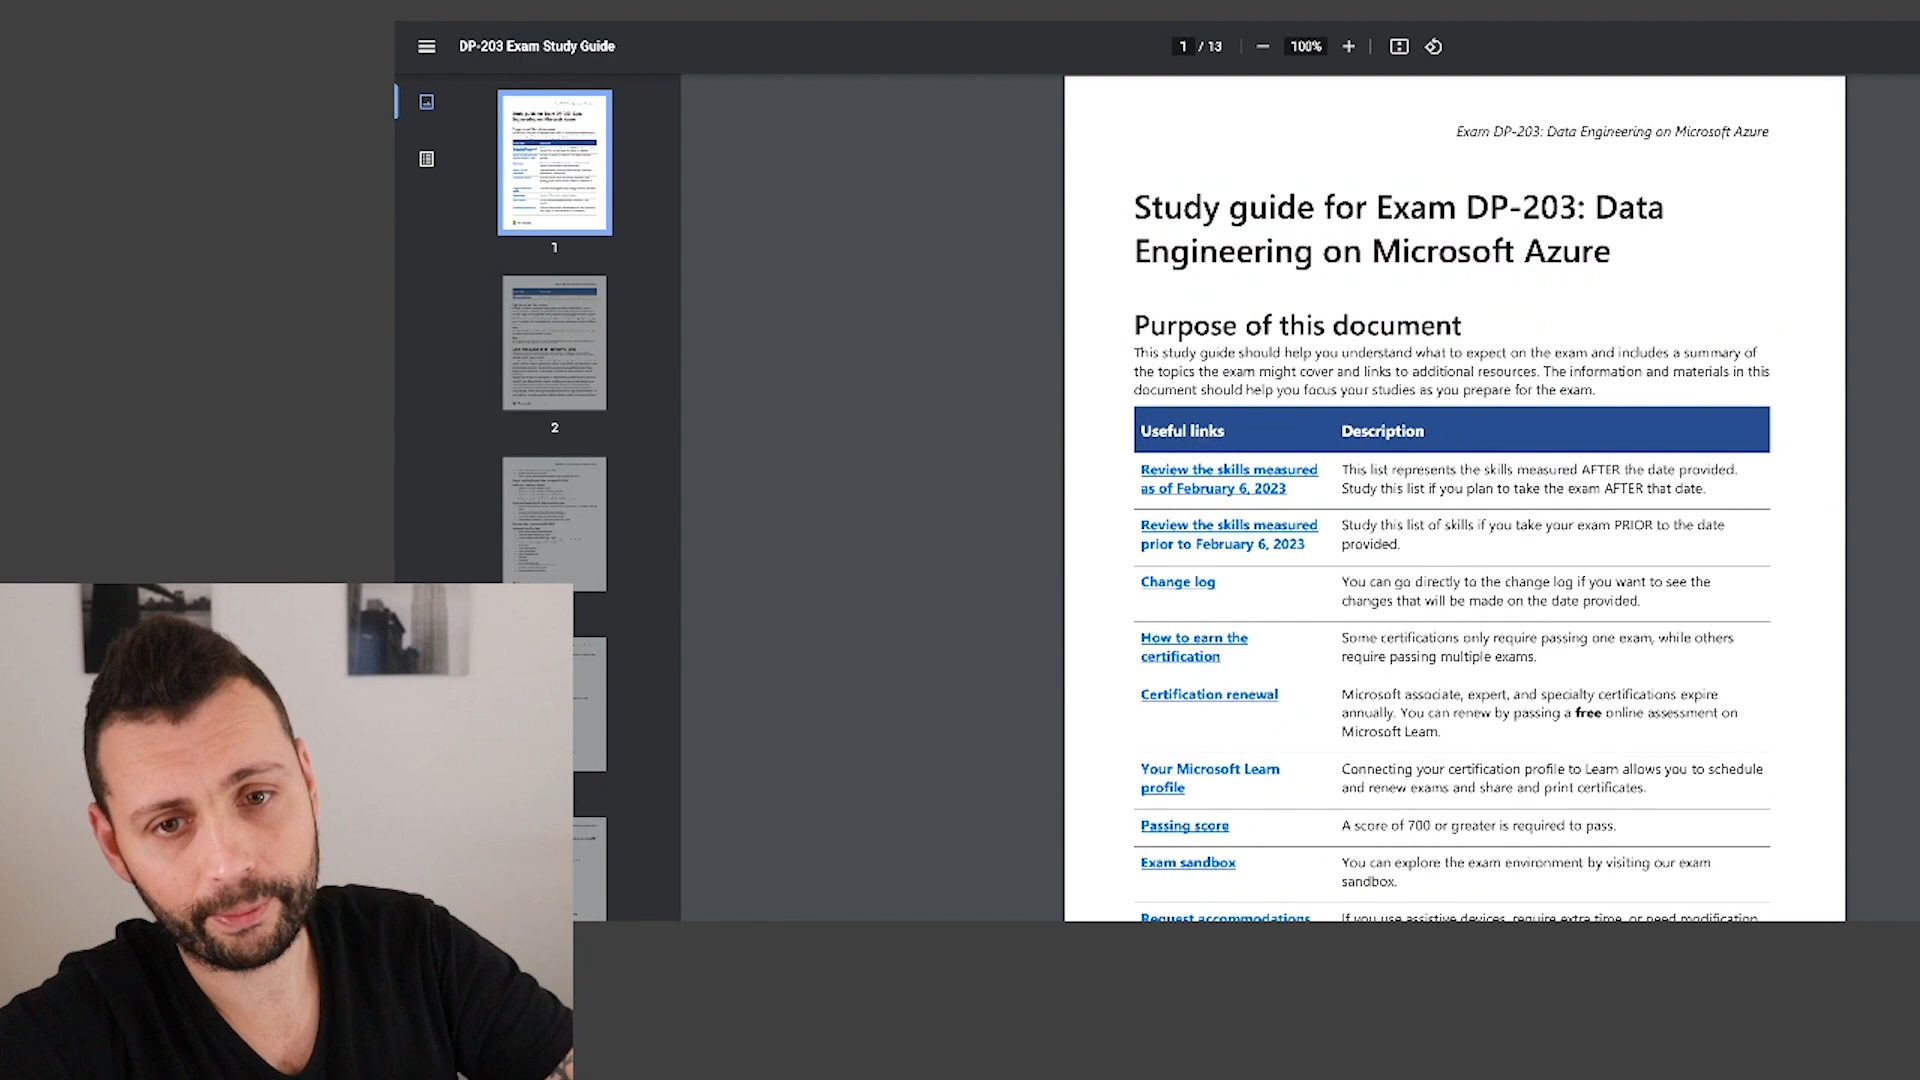 DP-203 Exam Study Guide
1 / 13
100%
1
2
Exam DP-203: Data Engineering on Microsoft Azure
Study guide for Exam DP-203: Data
Engineering on Microsoft Azure
Purpose of this document
This study guide should help you understand what to expect on the exam and includes a summary of
the topics the exam might cover and links to additional resources. The information and materials in this
document should help you focus your studies as you prepare for the exam.
Useful links Description
Review the skills measured This list represents the skills measured AFTER the date provided.
as of February 6, 2023 Study this list if you plan to take the exam AFTER that date.
Review the skills measured Study this list of skills if you take your exam PRIOR to the date
prior to February 6, 2023 provided.
Change log You can go directly to the change log if you want to see the
changes that will be made on the date provided.
How to earn the Some certifications only require passing one exam, while others
certification require passing multiple exams.
Certification renewal Microsoft associate, expert, and specialty certifications expire
annually. You can renew by passing a free online assessment on
Microsoft Learn.
Your Microsoft Learn Connecting your certification profile to Learn allows you to schedule
profile and renew exams and share and print certificates.
Passing score A score of 700 or greater is required to pass.
Exam sandbox You can explore the exam environment by visiting our exam
sandbox.
Request accommodations If you use assistive devices, require extra time, or need modification